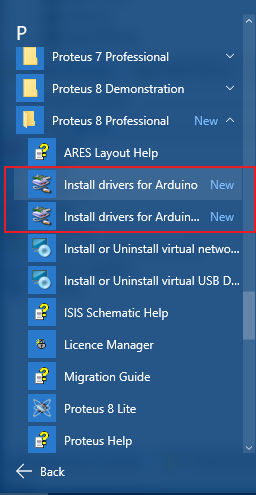 P
Proteus 7 Professional
Proteus 8 Demonstration
Proteus 8 Professional New
ARES Layout Help
Install drivers for Arduino New
Install drivers for Arduin... New
Install or Uninstall virtual netwo...
Install or Uninstall virtual USB D...
ISIS Schematic Help
Licence Manager
Migration Guide
Proteus 8 Lite
Proteus Help
Back